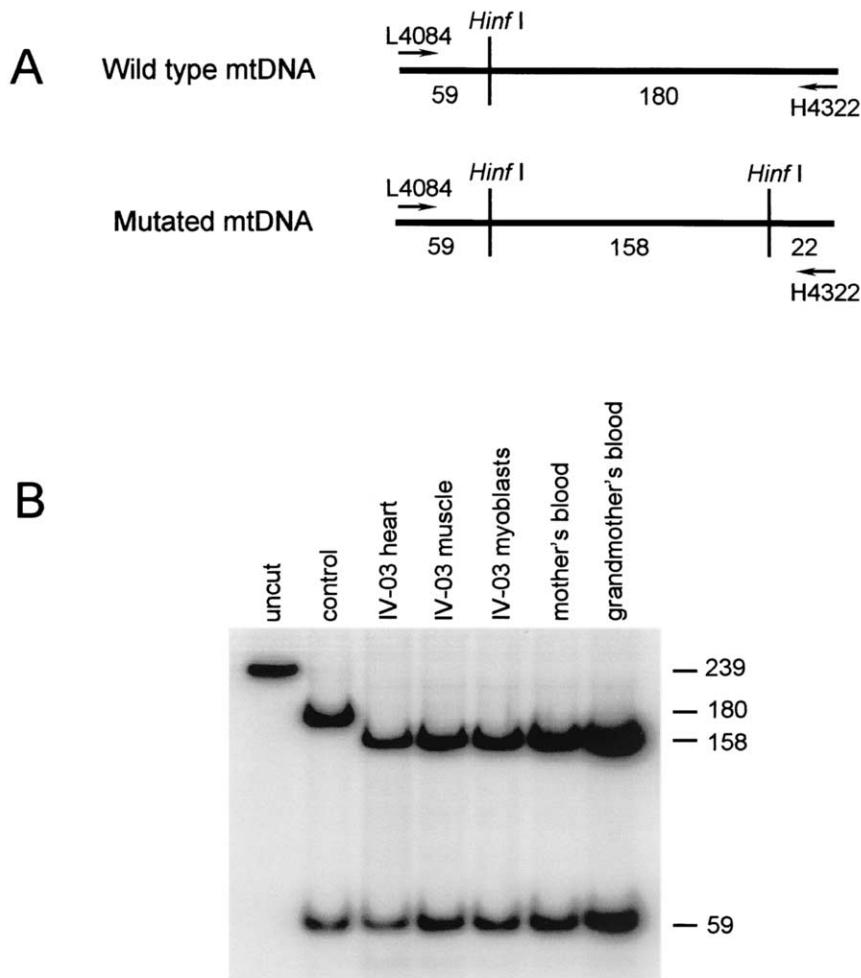 A
Wild type mtDNA
L4084
Hinf I
59
180
H4322
Mutated mtDNA
L4084
Hinf I
Hinf I
59
158
22
H4322
B
uncut
control
IV-03 heart
IV-03 muscle
IV-03 myoblasts
mother's blood
grandmother's blood
239
180
158
59